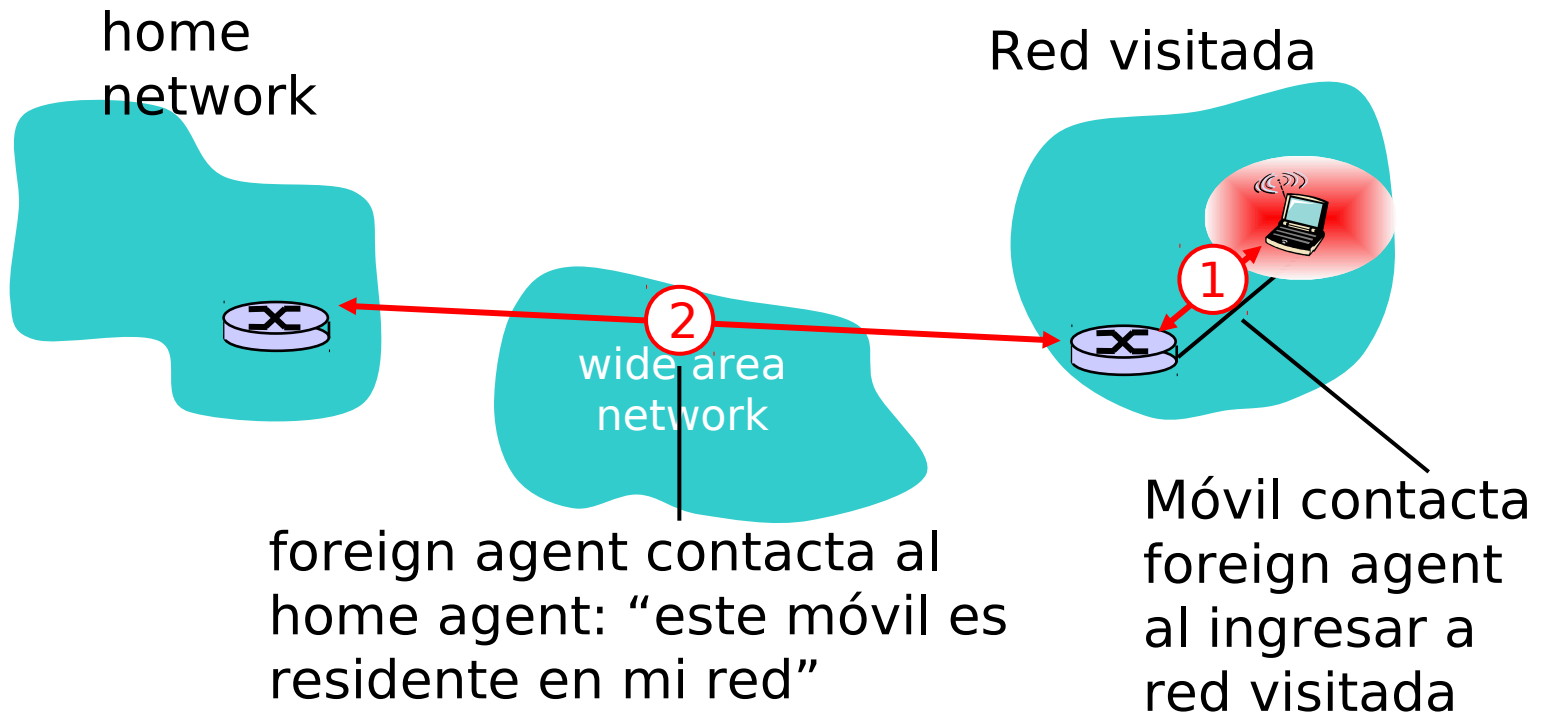 home
network
Red visitada
1
2
wide area
network
foreign agent contacta al
home agent: “este móvil es
residente en mi red”
Móvil contacta
foreign agent
al ingresar a
red visitada